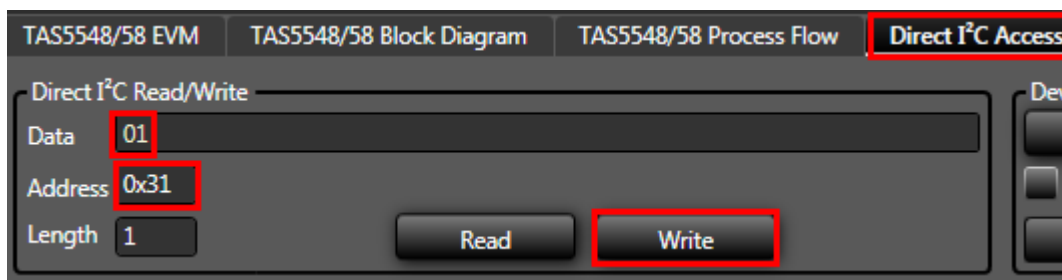 TAS5548/58 EVM TAS5548/58 Block Diagram TAS5548/58 Process Flow Direct I²C Access
Direct I²C Read/Write
Data 01
Address 0x31
Length 1 Read Write